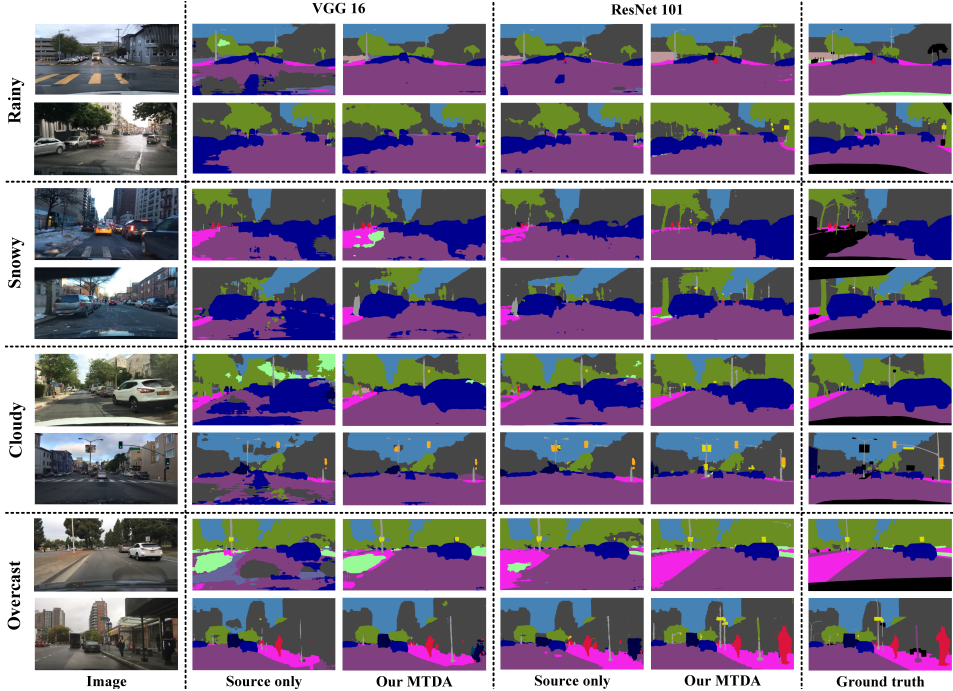 VGG 16
ResNet 101
Rainy
Snowy
Cloudy
Overcast
Image
Source only
Our MTDA
Source only
Our MTDA
Ground truth